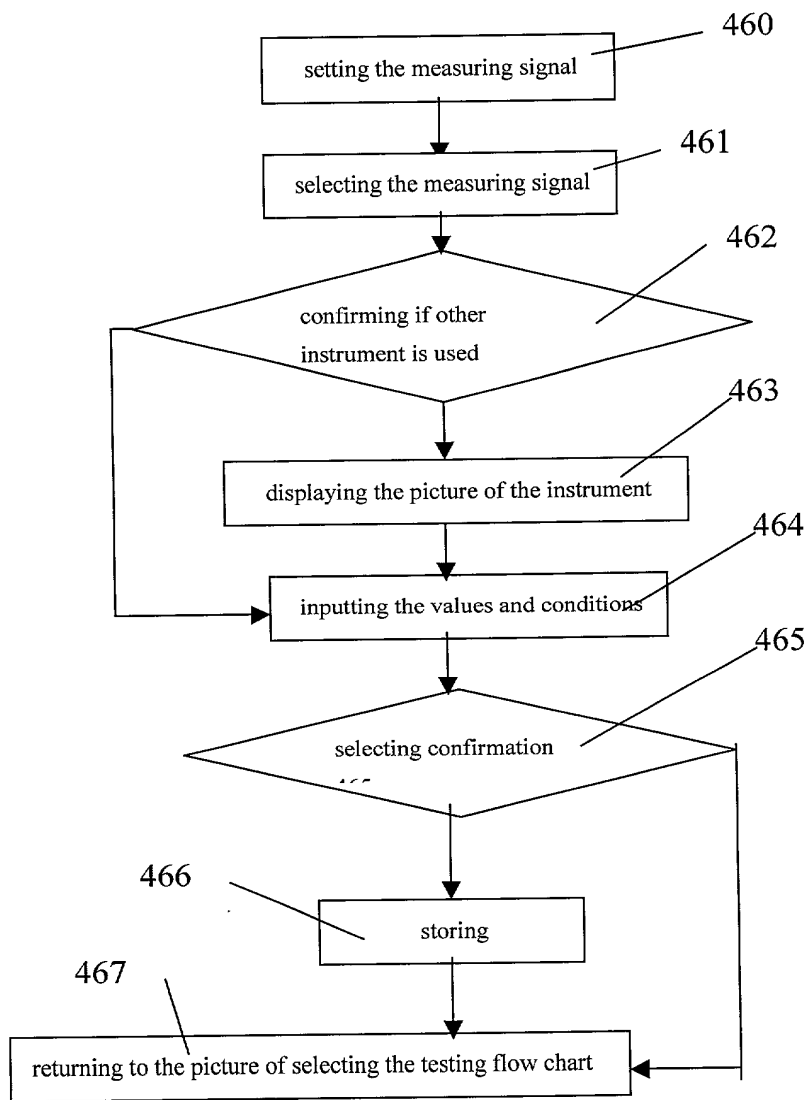 460
setting the measuring signal
461
selecting the measuring signal
462
confirming if other
instrument is used
463
displaying the picture of the instrument
464
inputting the values and conditions
465
selecting confirmation
466
storing
467
returning to the picture of selecting the testing flow chart